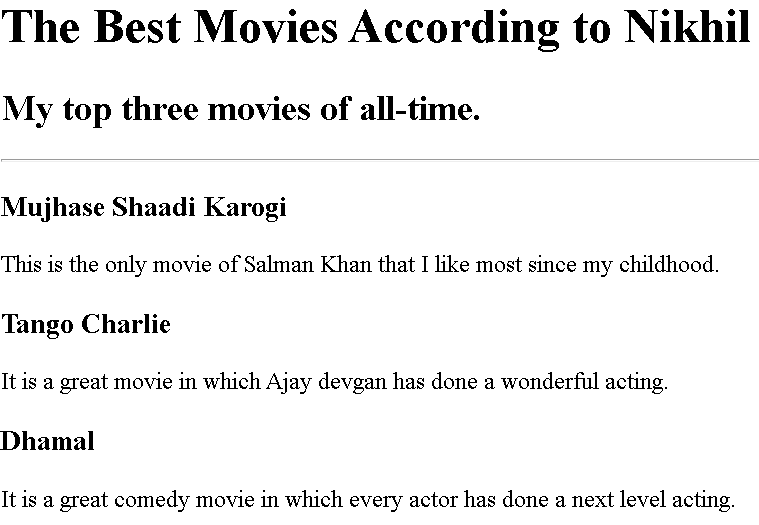 The Best Movies According to Nikhil
My top three movies of all-time.
Mujhase Shaadi Karogi
This is the only movie of Salman Khan that I like most since my childhood.
Tango Charlie
It is a great movie in which Ajay devgan has done a wonderful acting.
Dhamal
It is a great comedy movie in which every actor has done a next level acting.